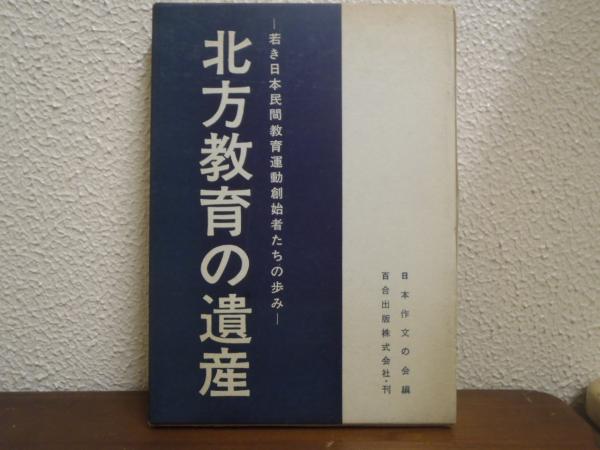 北方教育の遺産
―若き日本民間教育運動創始者たちの歩み―
日本作文の会編
百合出版株式会社・刊